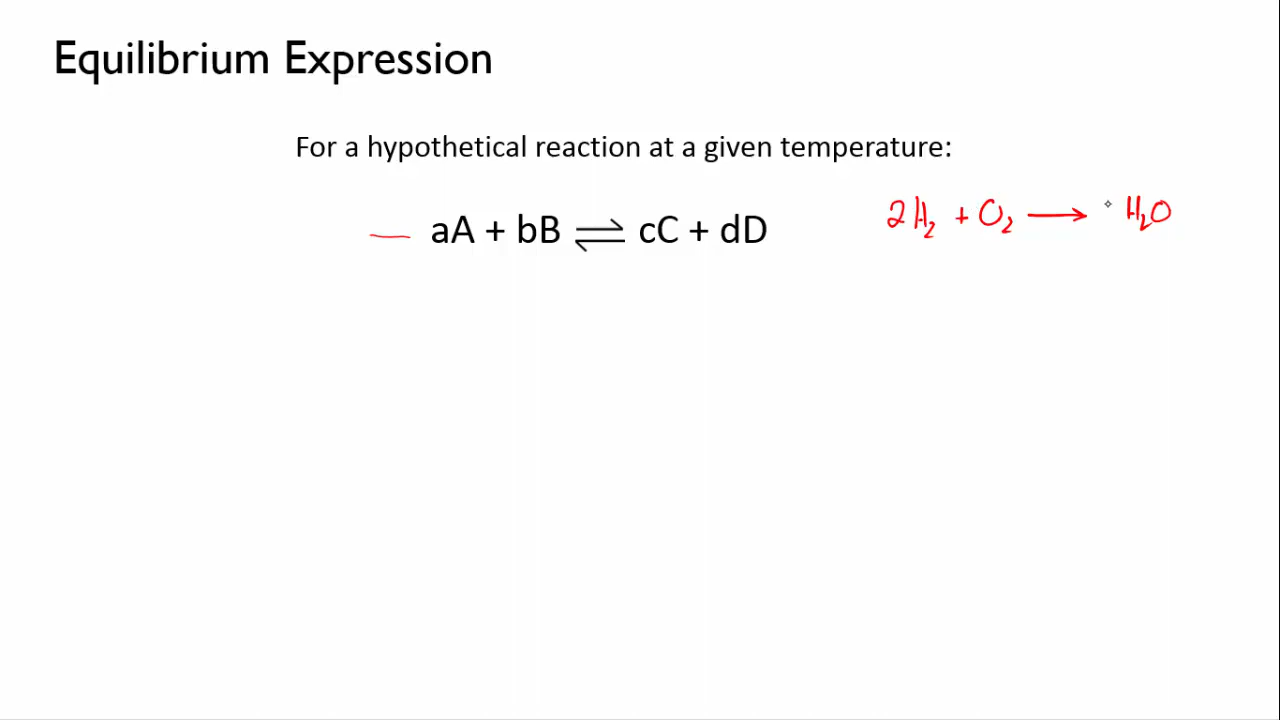 Equilibrium Expression
For a hypothetical reaction at a given temperature:
aA + bB ⇌ cC + dD
2H₂ + O₂ ⟶ H₂O